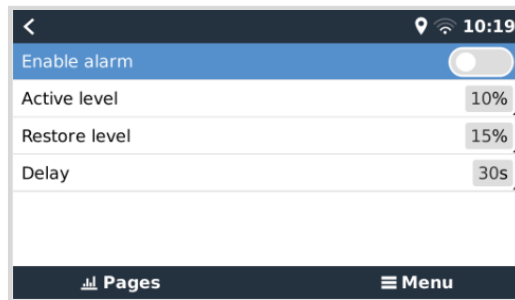 10:19
Enable alarm
Active level 10%
Restore level 15%
Delay 30s
Pages Menu